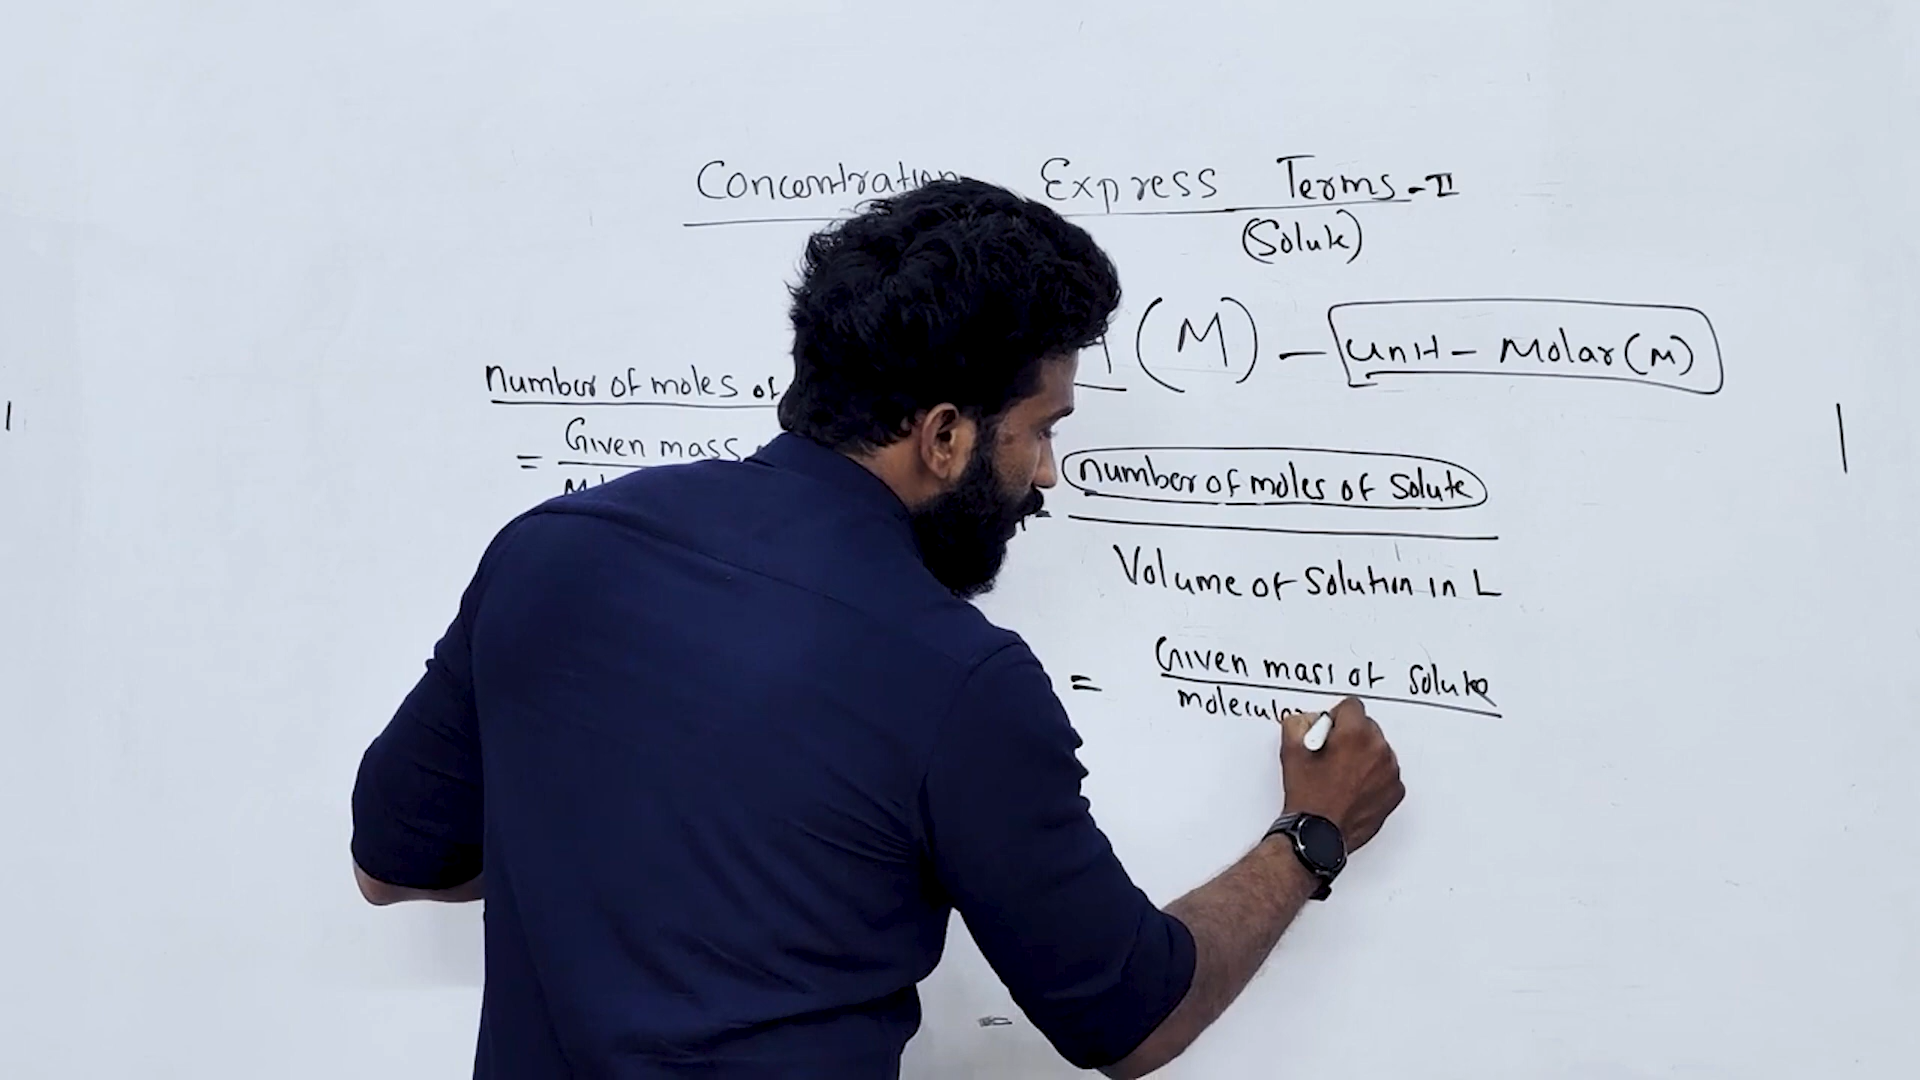 Concentration Express Terms - II
(Solute)
(M) - Unit - Molar (M)
number of moles of
= Given mass
number of moles of Solute
Volume of Solution in L
= Given mass of Solute
molecular